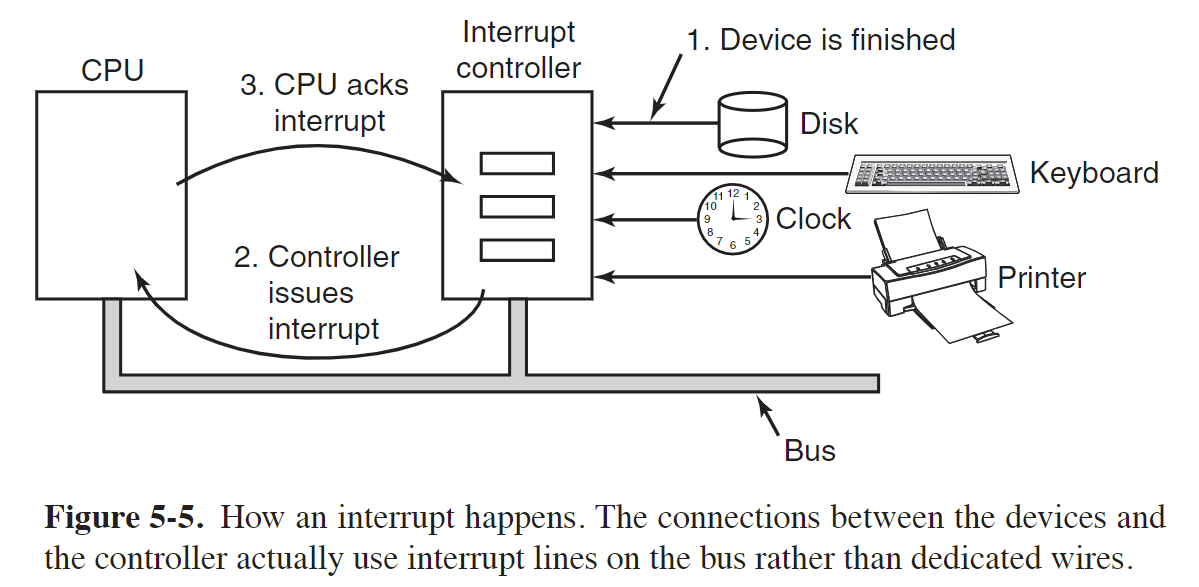 Interrupt
controller
1. Device is finished
CPU
3. CPU acks
interrupt
Disk
Keyboard
11 12 1
10 2
9 3
8 4
7 6 5
Clock
2. Controller
issues
interrupt
Printer
Bus
Figure 5-5. How an interrupt happens. The connections between the devices and
the controller actually use interrupt lines on the bus rather than dedicated wires.